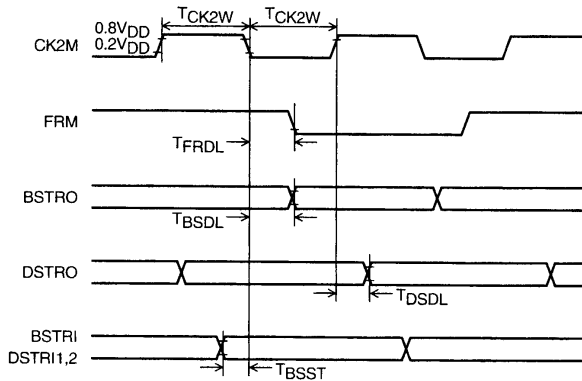 TCK2W TCK2W
0.8VDD
CK2M
0.2VDD
FRM
TFRDL
BSTRO
TBSDL
DSTRO
TDSDL
BSTRI
DSTRI1,2
TBSST